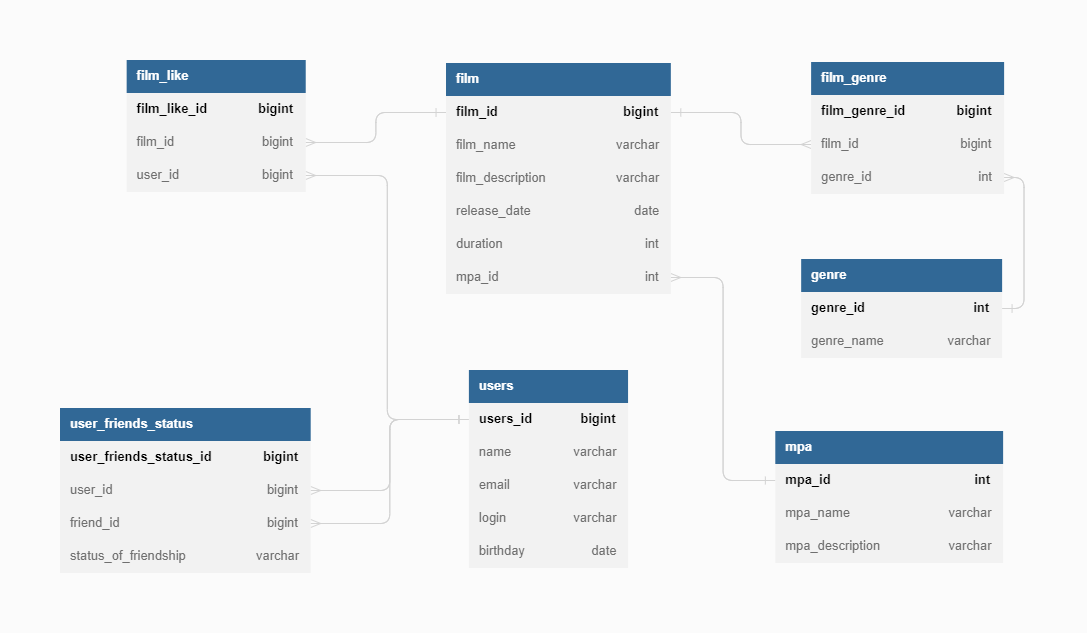 film_like
film_like_id bigint
film_id bigint
user_id bigint
film
film_id bigint
film_name varchar
film_description varchar
release_date date
duration int
mpa_id int
film_genre
film_genre_id bigint
film_id bigint
genre_id int
genre
genre_id int
genre_name varchar
user_friends_status
user_friends_status_id bigint
user_id bigint
friend_id bigint
status_of_friendship varchar
users
users_id bigint
name varchar
email varchar
login varchar
birthday date
mpa
mpa_id int
mpa_name varchar
mpa_description varchar